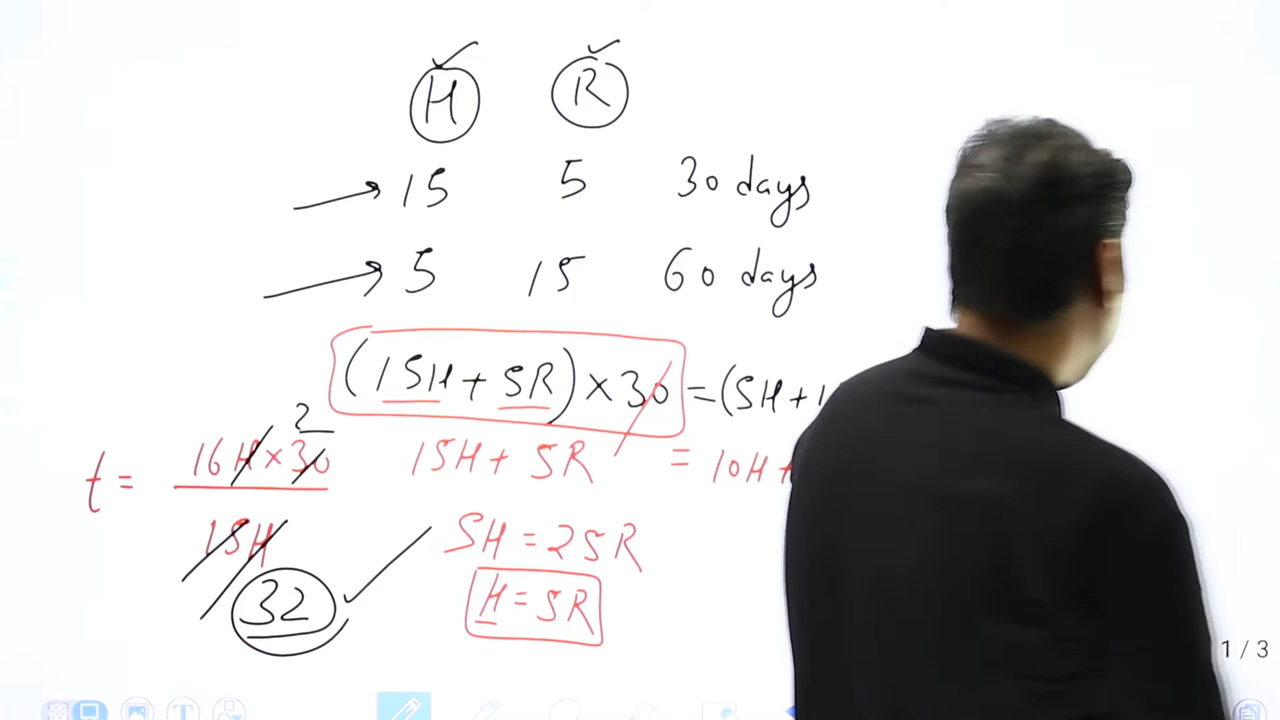 H R
15 5 30 days
5 15 60 days
(15H + 5R) × 30 = (5H + 1
2
t = 16H × 30 / 15H
15H + 5R = 10H +
5H = 25R
32
H = 5R
1 / 3
T